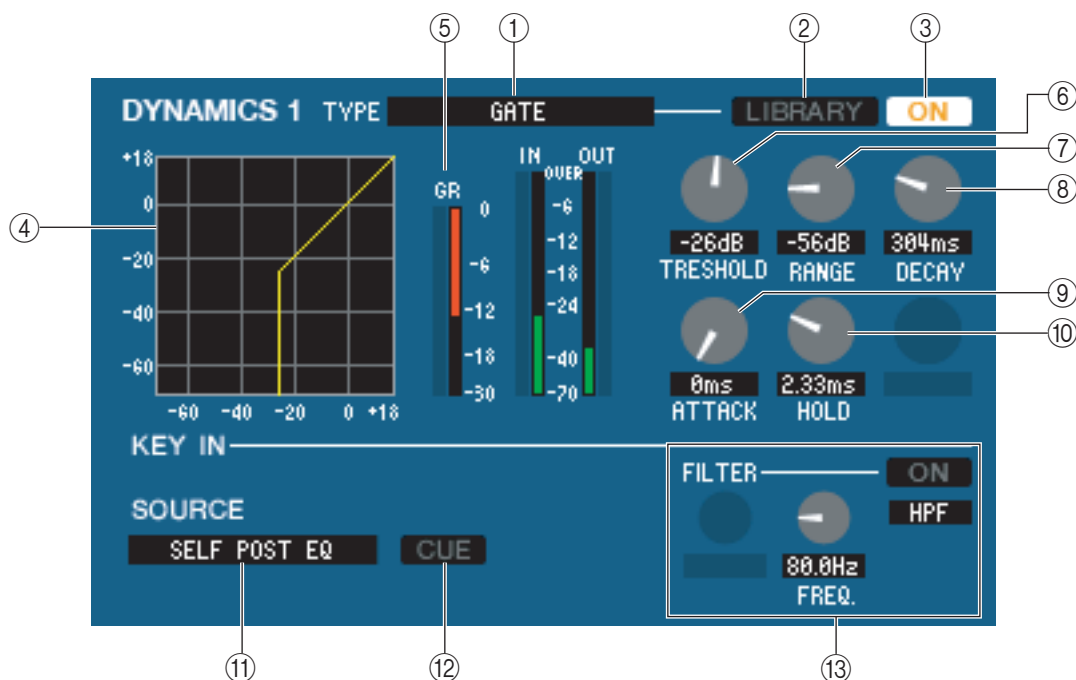 ⑤ ① ② ③
DYNAMICS 1 TYPE GATE LIBRARY ON
⑥
⑦
⑧
④
+18
0
-20
-40
-60
-60 -40 -20 0 +18
GR
0
-6
-12
-18
-30
IN OUT
OVER
-6
-12
-18
-24
-40
-70
-26dB -56dB 304ms
TRESHOLD RANGE DECAY
⑨
⑩
0ms 2.33ms
ATTACK HOLD
KEY IN
FILTER ON
HPF
80.0Hz
FREQ.
SOURCE
SELF POST EQ CUE
⑪ ⑫ ⑬